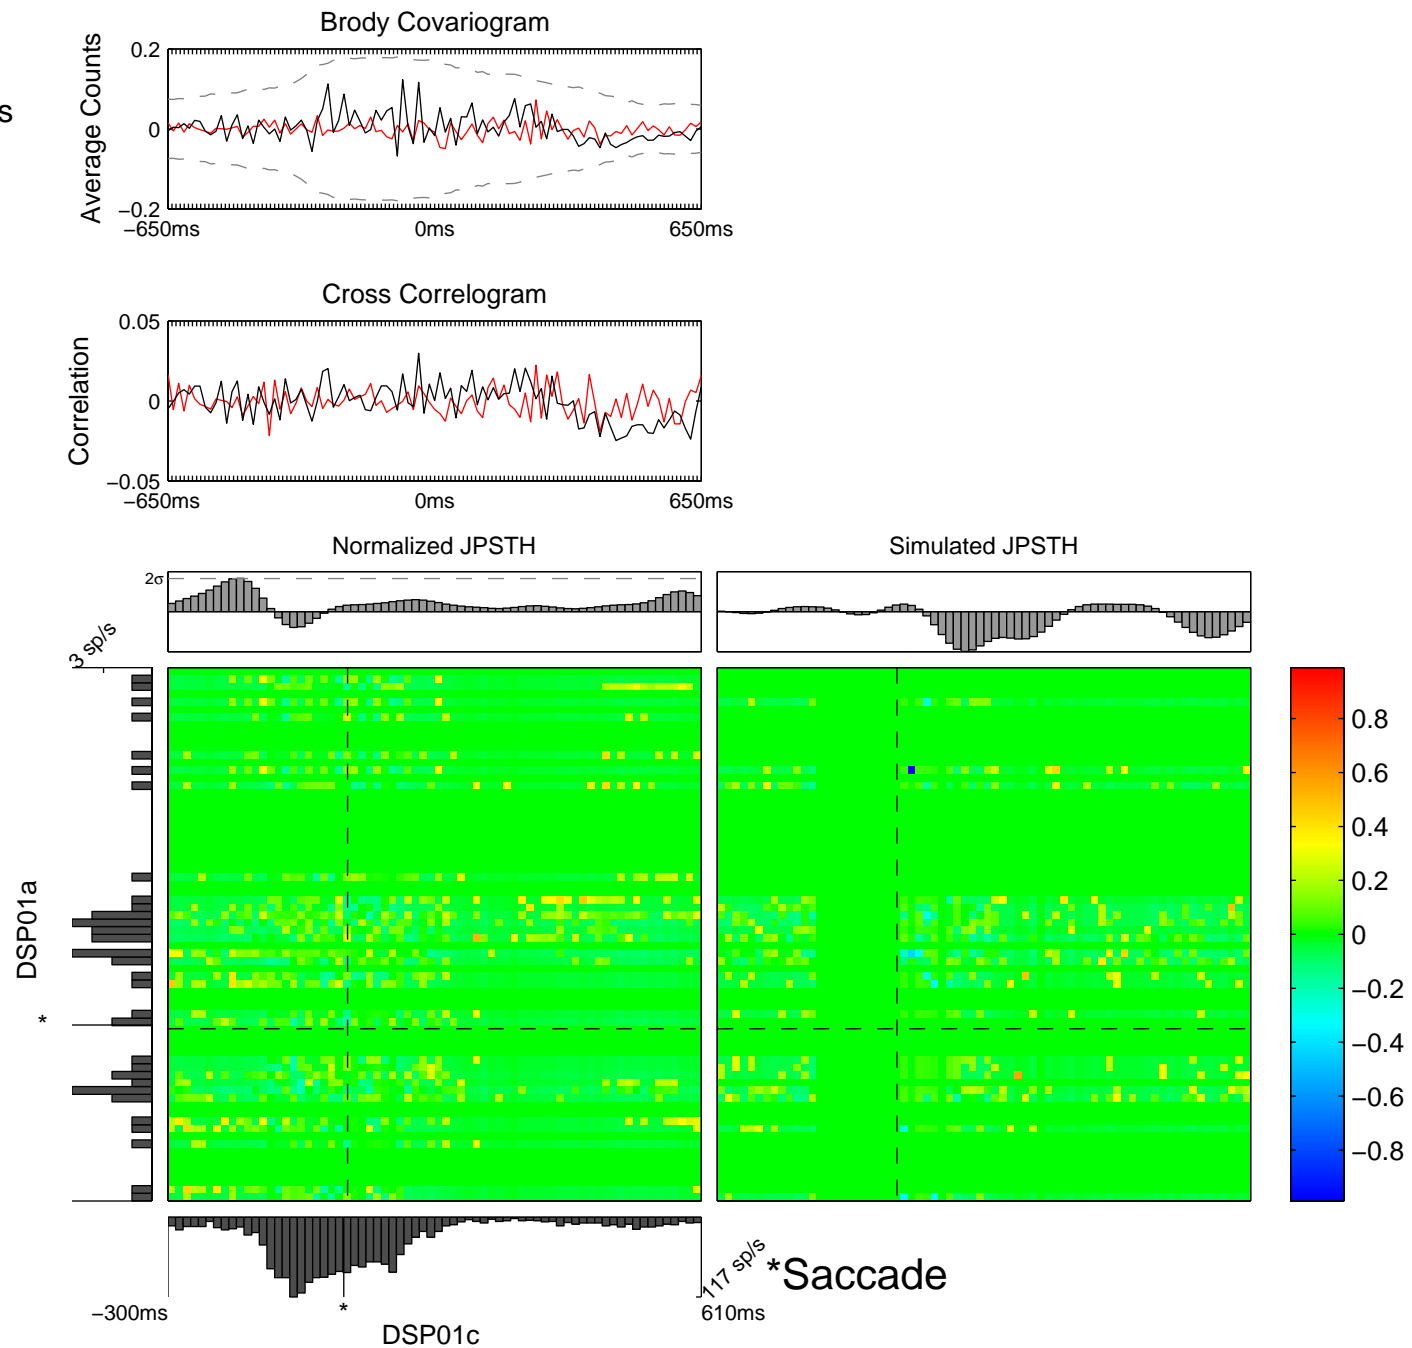 Brody Covariogram
0.2
0
−0.2
Average Counts
s
−650ms
0ms
650ms
Cross Correlogram
0.05
0
−0.05
Correlation
−650ms
0ms
650ms
Normalized JPSTH
Simulated JPSTH
2σ
3 sp/s
DSP01a
*
0.8
0.6
0.4
0.2
0
−0.2
−0.4
−0.6
−0.8
117 sp/s
*Saccade
−300ms
*
610ms
DSP01c